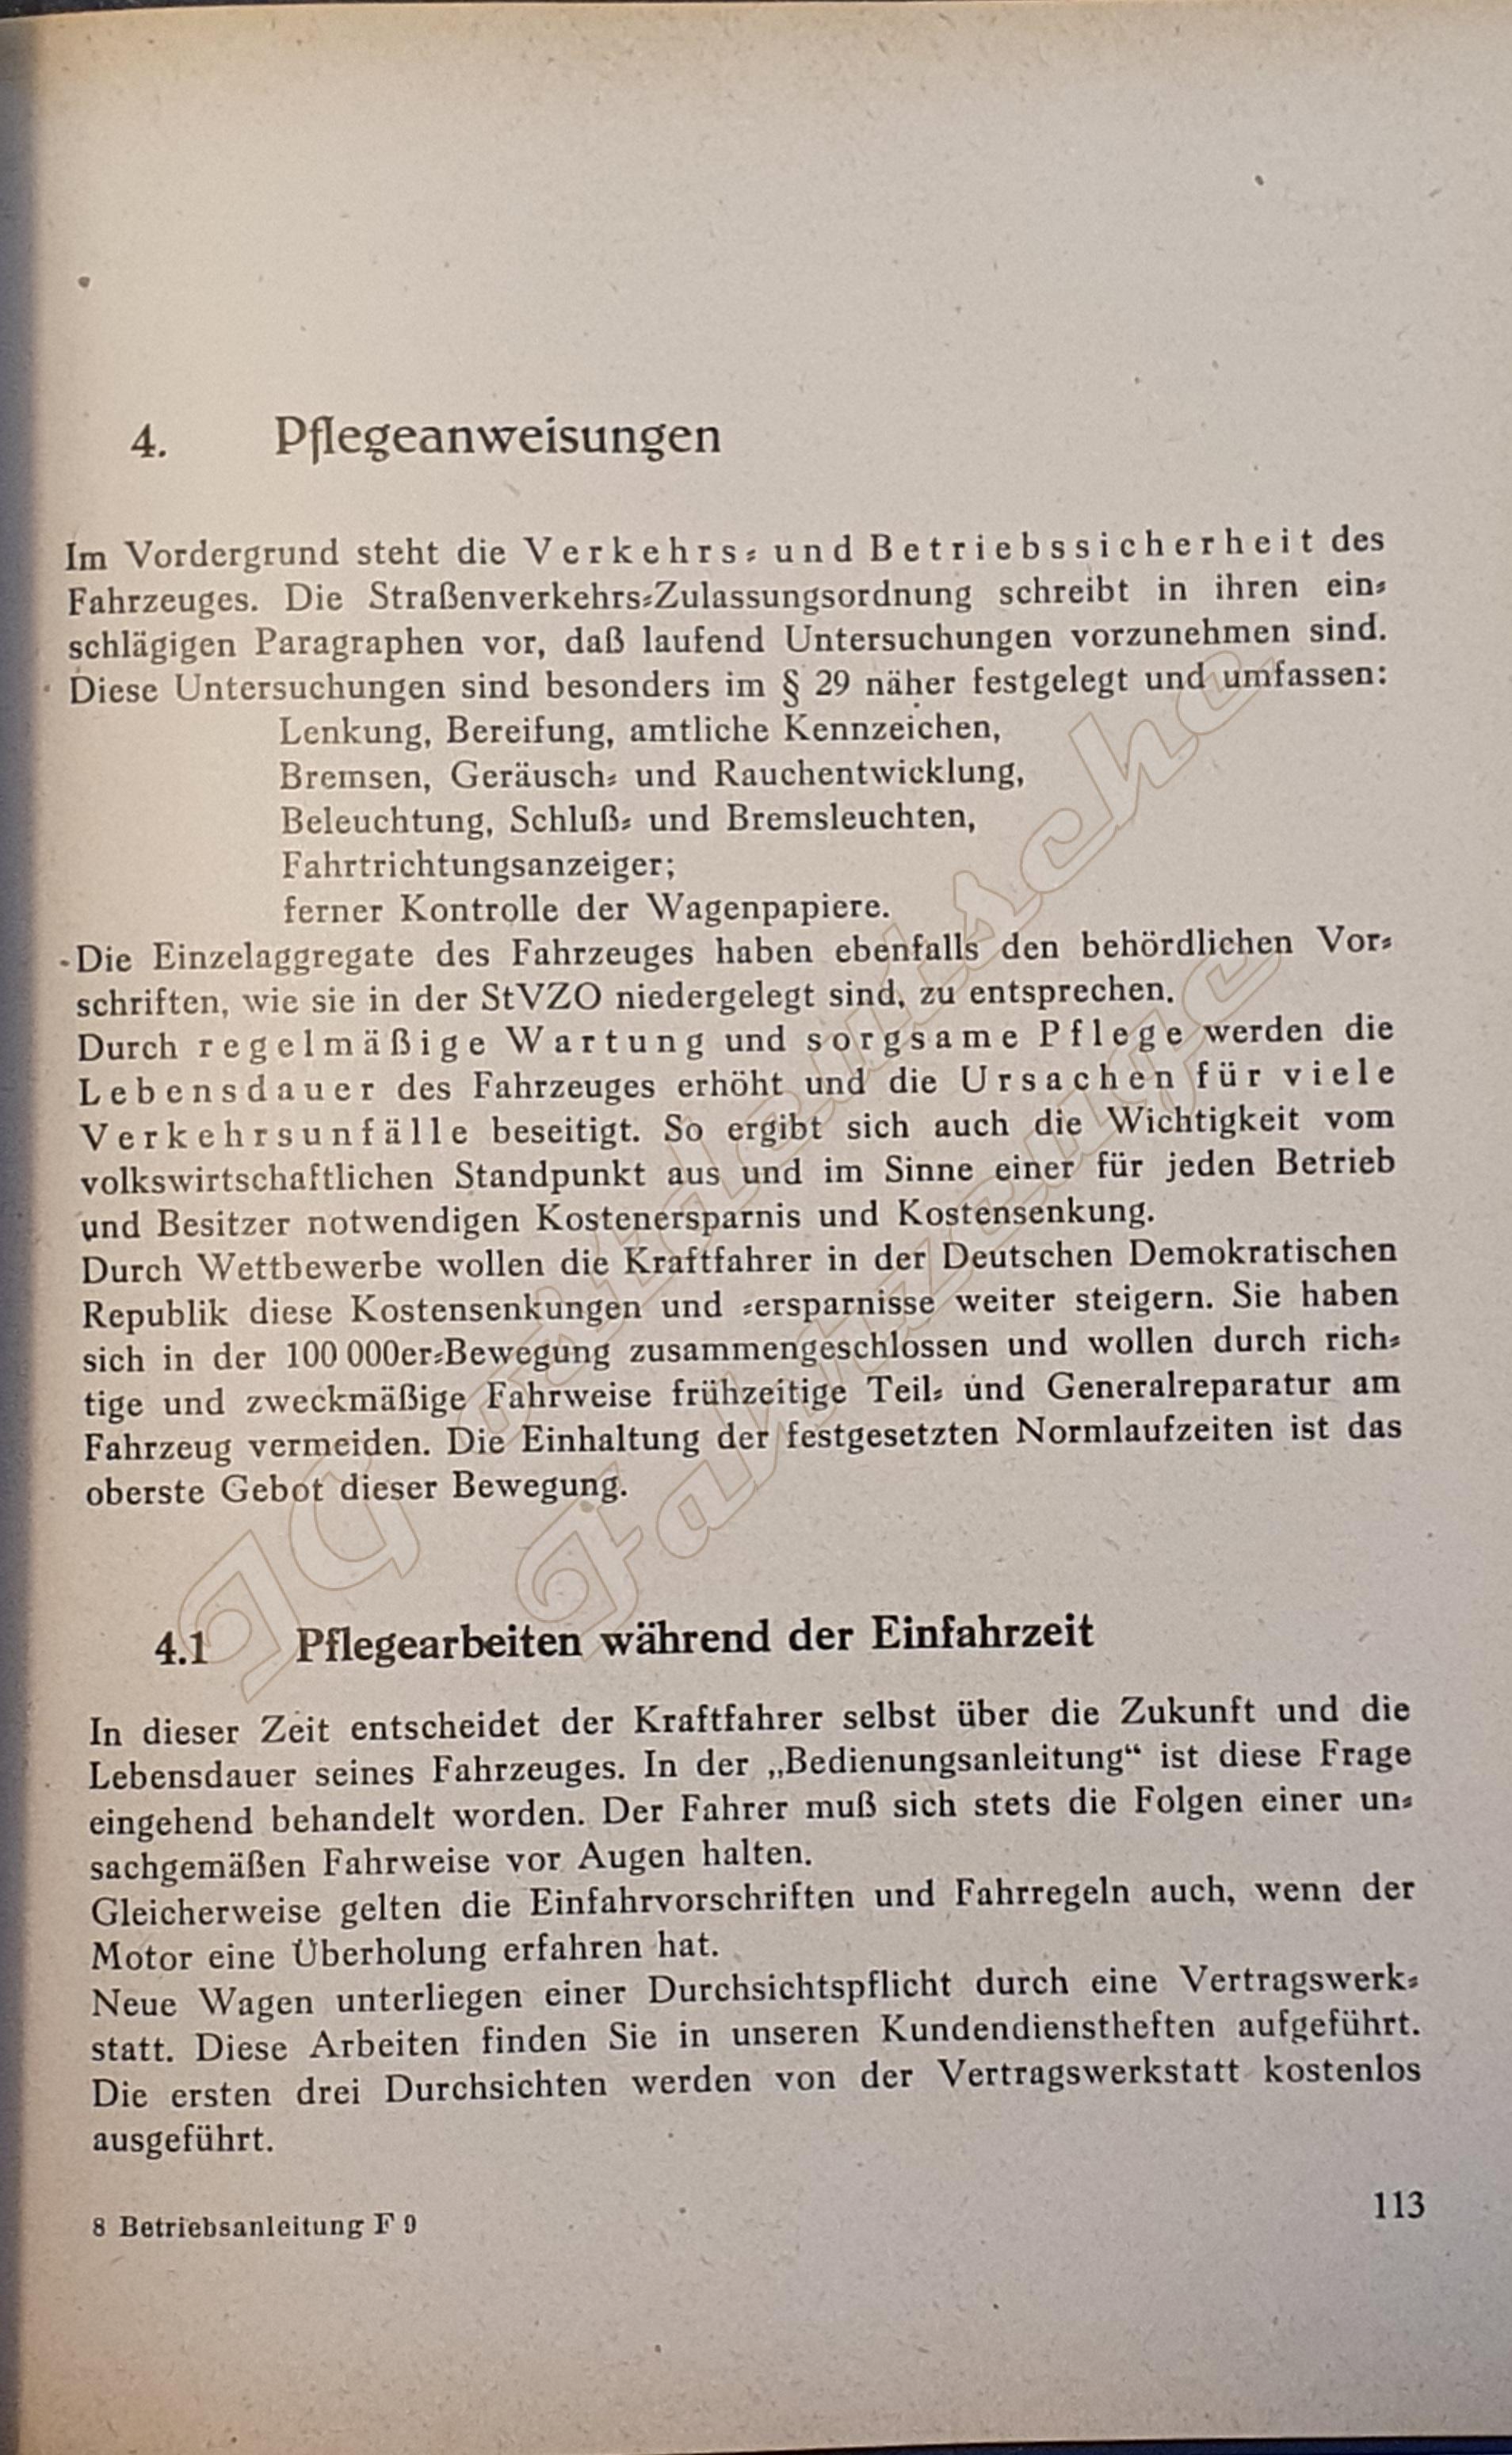 4. Pflegeanweisungen
Im Vordergrund steht die Verkehrs- und Betriebssicherheit des
Fahrzeuges. Die Straßenverkehrs-Zulassungsordnung schreibt in ihren ein-
schlägigen Paragraphen vor, daß laufend Untersuchungen vorzunehmen sind.
Diese Untersuchungen sind besonders im § 29 näher festgelegt und umfassen:
Lenkung, Bereifung, amtliche Kennzeichen,
Bremsen, Geräusch- und Rauchentwicklung,
Beleuchtung, Schluß- und Bremsleuchten,
Fahrtrichtungsanzeiger;
ferner Kontrolle der Wagenpapiere.
Die Einzelaggregate des Fahrzeuges haben ebenfalls den behördlichen Vor-
schriften, wie sie in der StVZO niedergelegt sind, zu entsprechen.
Durch regelmäßige Wartung und sorgsame Pflege werden die
Lebensdauer des Fahrzeuges erhöht und die Ursachen für viele
Verkehrsunfälle beseitigt. So ergibt sich auch die Wichtigkeit vom
volkswirtschaftlichen Standpunkt aus und im Sinne einer für jeden Betrieb
und Besitzer notwendigen Kostenersparnis und Kostensenkung.
Durch Wettbewerbe wollen die Kraftfahrer in der Deutschen Demokratischen
Republik diese Kostensenkungen und -ersparnisse weiter steigern. Sie haben
sich in der 100 000er-Bewegung zusammengeschlossen und wollen durch rich-
tige und zweckmäßige Fahrweise frühzeitige Teil- und Generalreparatur am
Fahrzeug vermeiden. Die Einhaltung der festgesetzten Normlaufzeiten ist das
oberste Gebot dieser Bewegung.
4.1 Pflegearbeiten während der Einfahrzeit
In dieser Zeit entscheidet der Kraftfahrer selbst über die Zukunft und die
Lebensdauer seines Fahrzeuges. In der „Bedienungsanleitung“ ist diese Frage
eingehend behandelt worden. Der Fahrer muß sich stets die Folgen einer un-
sachgemäßen Fahrweise vor Augen halten.
Gleicherweise gelten die Einfahrvorschriften und Fahrregeln auch, wenn der
Motor eine Überholung erfahren hat.
Neue Wagen unterliegen einer Durchsichtspflicht durch eine Vertragswerk-
statt. Diese Arbeiten finden Sie in unseren Kundendienstheften aufgeführt.
Die ersten drei Durchsichten werden von der Vertragswerkstatt kostenlos
ausgeführt.
8 Betriebsanleitung F 9
113